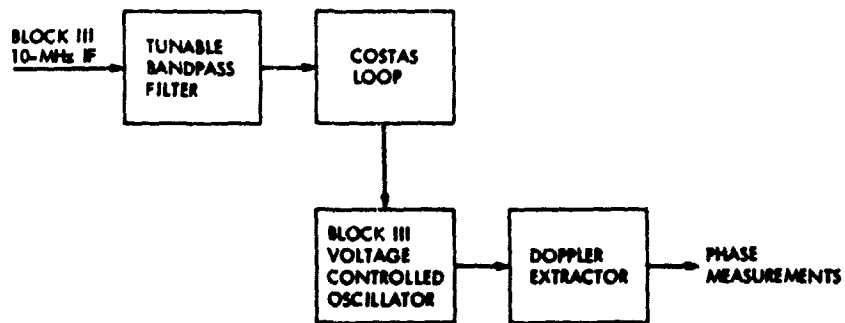 BLOCK III
10-MHz IF
TUNABLE
BANDPASS
FILTER
COSTAS
LOOP
BLOCK III
VOLTAGE
CONTROLLED
OSCILLATOR
DOPPLER
EXTRACTOR
PHASE
MEASUREMENTS